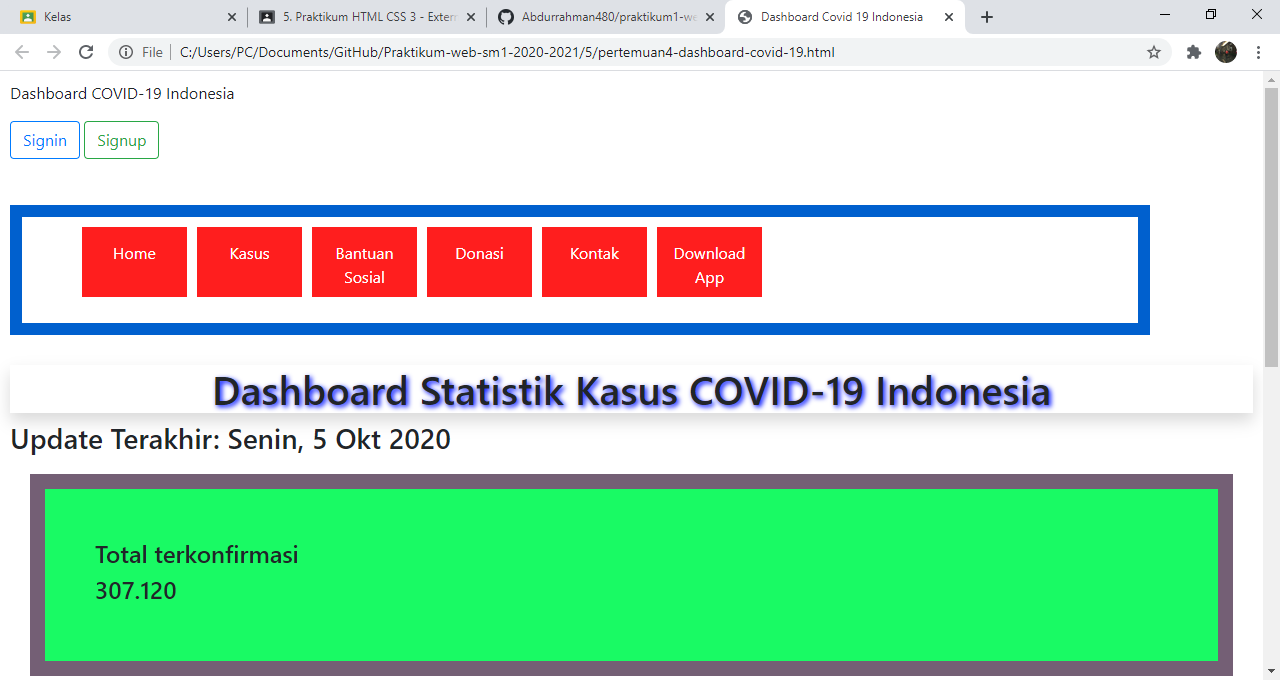 Kelas
5. Praktikum HTML CSS 3 - Extern
Abdurrahman480/praktikum1-we
Dashboard Covid 19 Indonesia
File
C:/Users/PC/Documents/GitHub/Praktikum-web-sm1-2020-2021/5/pertemuan4-dashboard-covid-19.html
Dashboard COVID-19 Indonesia
Signin
Signup
Home
Kasus
Bantuan
Sosial
Donasi
Kontak
Download
App
Dashboard Statistik Kasus COVID-19 Indonesia
Update Terakhir: Senin, 5 Okt 2020
Total terkonfirmasi
307.120